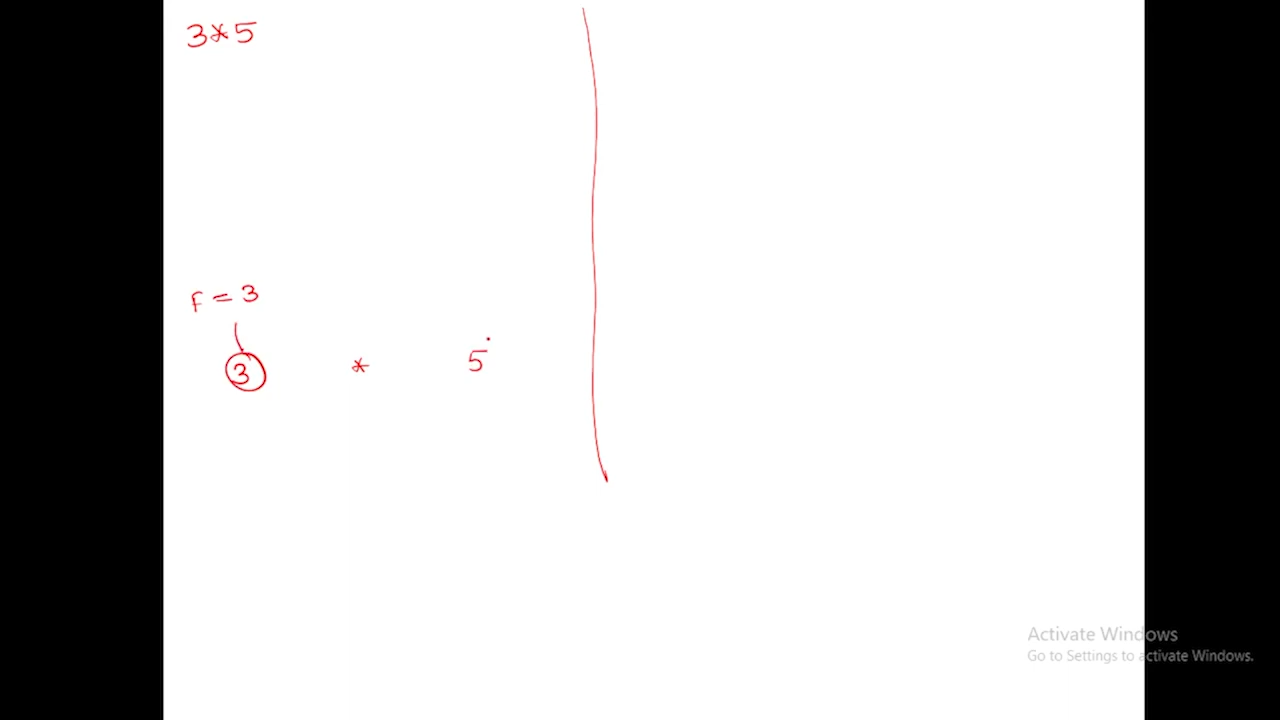 3*5
F = 3
3 * 5
Activate Windows
Go to Settings to activate Windows.